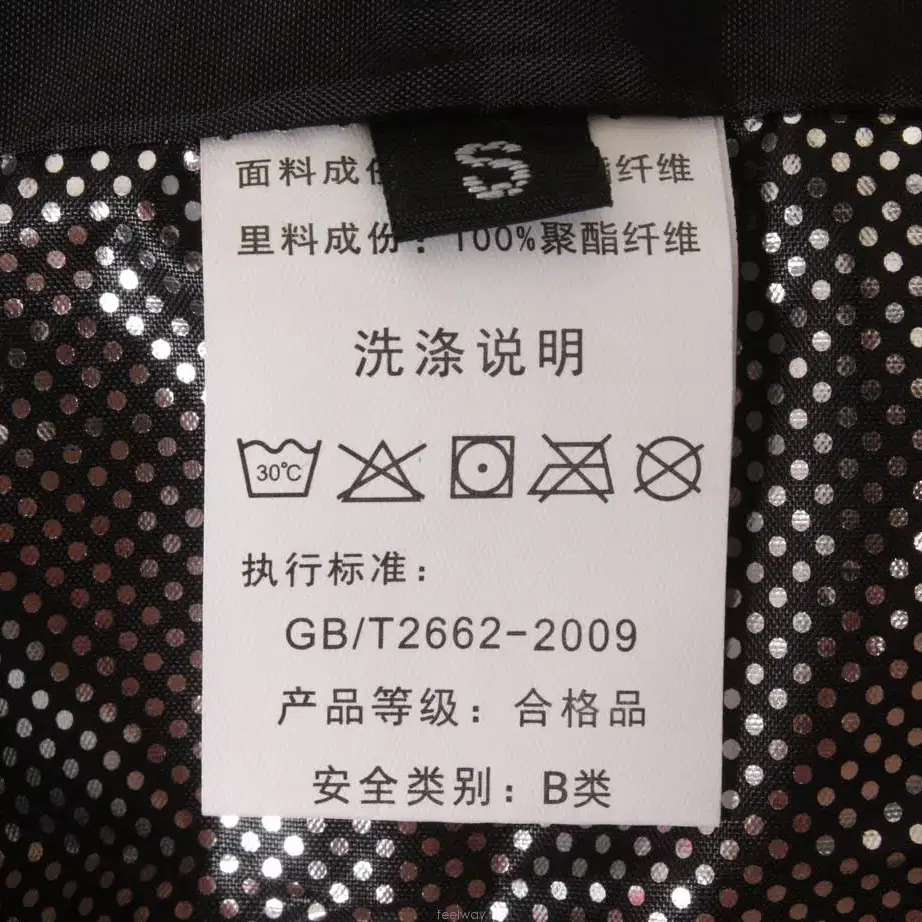 S
面料成份 酯纤维
里料成份：100%聚酯纤维
洗涤说明
30℃
执行标准：
GB/T2662-2009
产品等级：合格品
安全类别：B类
feelway